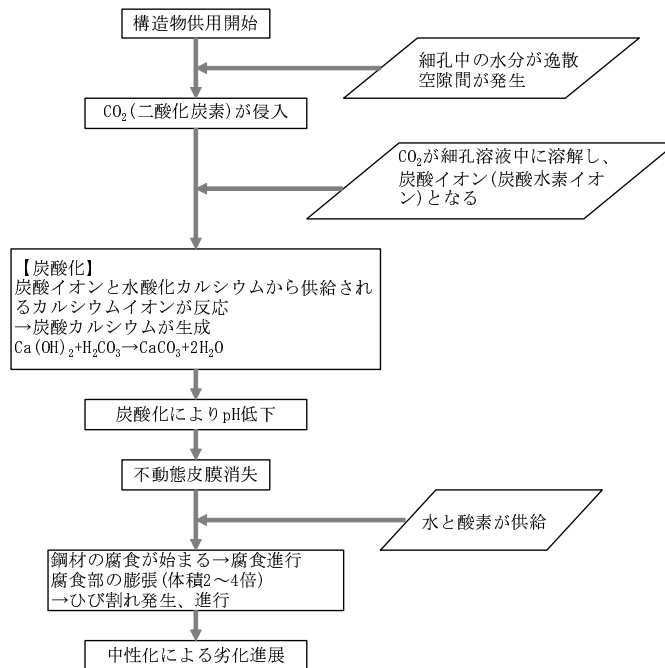 構造物供用開始
細孔中の水分が逸散
空隙間が発生
CO₂(二酸化炭素)が侵入
CO₂が細孔溶液中に溶解し、
炭酸イオン(炭酸水素イオ
ン)となる
【炭酸化】
炭酸イオンと水酸化カルシウムから供給され
るカルシウムイオンが反応
→炭酸カルシウムが生成
Ca(OH)₂+H₂CO₃→CaCO₃+2H₂O
炭酸化によりpH低下
不動態皮膜消失
水と酸素が供給
鋼材の腐食が始まる→腐食進行
腐食部の膨張(体積2～4倍)
→ひび割れ発生、進行
中性化による劣化進展